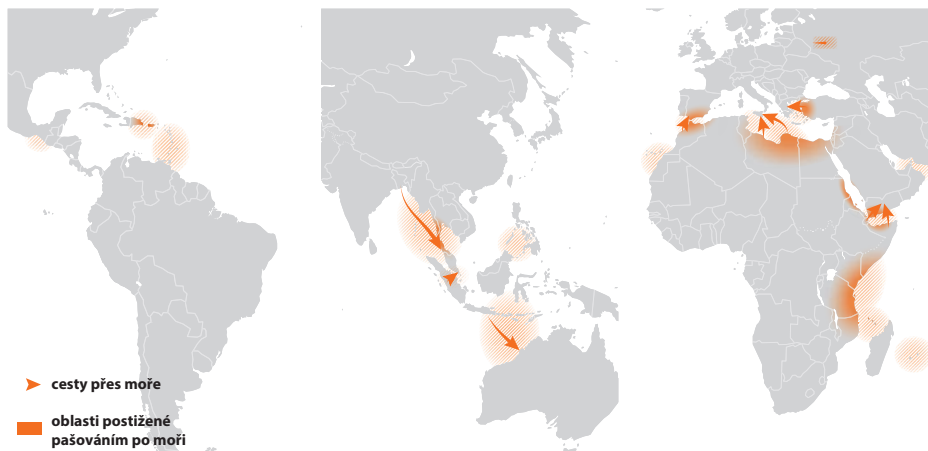 cesty přes moře
oblasti postižené
pašováním po moři